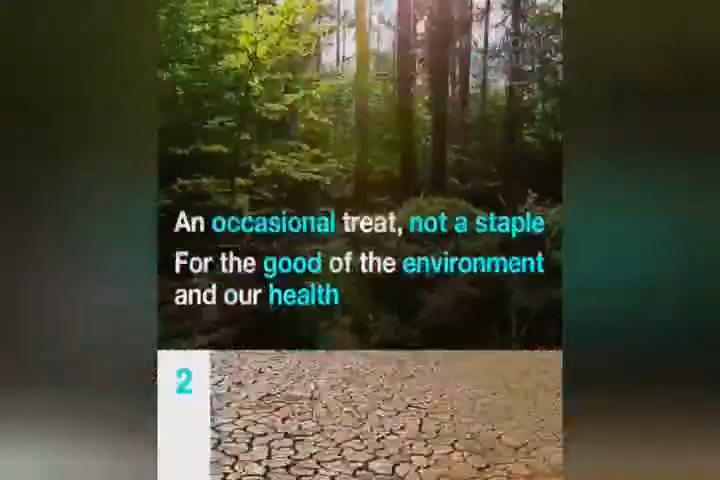 An occasional treat, not a staple
For the good of the environment
and our health
2